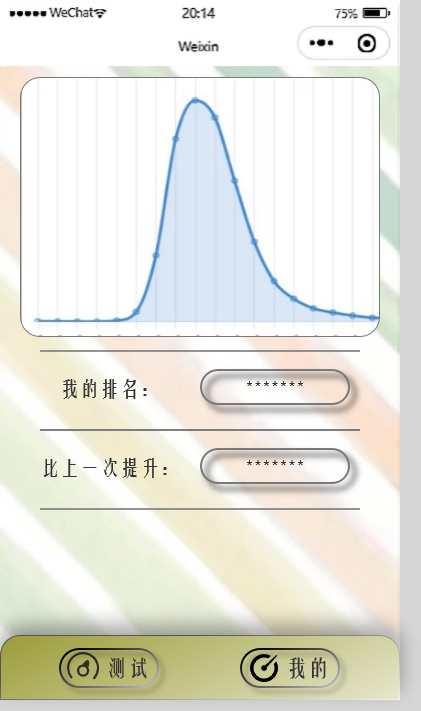 WeChat 20:14 75%
Weixin
我的排名： *******
比上一次提升： *******
测试 我的